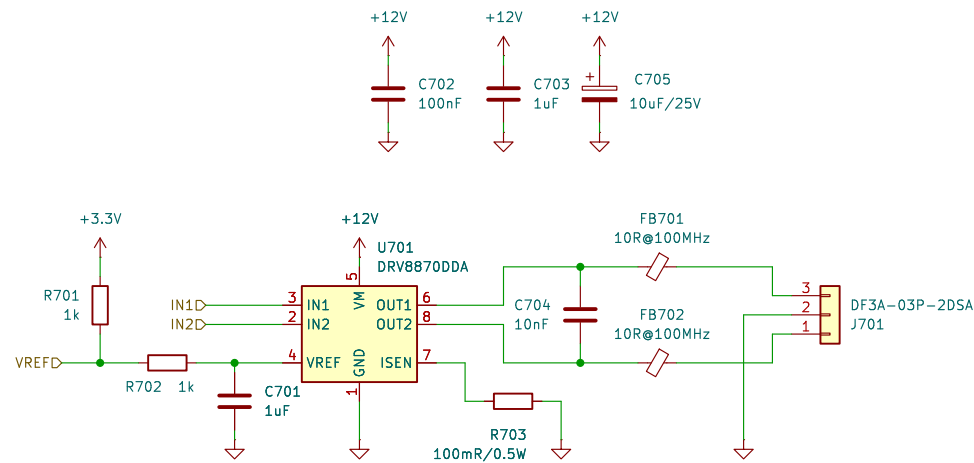 +12V
+12V
+12V
C702
100nF
C703
1uF
+
C705
10uF/25V
+3.3V
R701
1k
VREF
R702 1k
C701
1uF
IN1
IN2
+12V
U701
DRV8870DDA
5
VM
3
IN1
2
IN2
4
VREF
GND
1
OUT1
6
OUT2
8
ISEN
7
R703
100mR/0.5W
C704
10nF
FB701
10R@100MHz
FB702
10R@100MHz
3
2
1
DF3A-03P-2DSA
J701